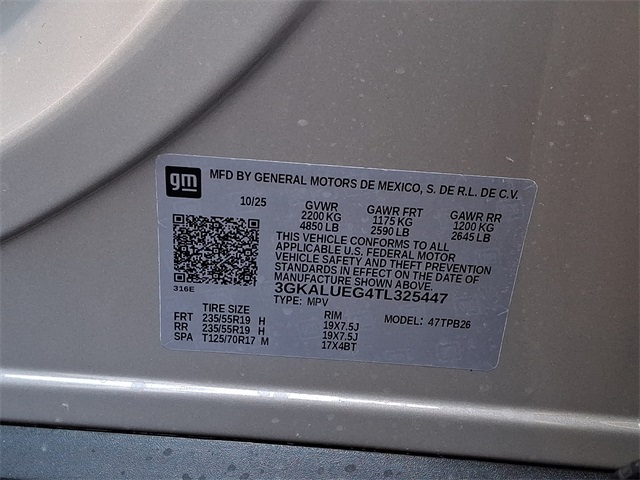 gm MFD BY GENERAL MOTORS DE MEXICO, S. DE R.L. DE C.V.
10/25 GVWR GAWR FRT GAWR RR
2200 KG 1175 KG 1200 KG
4850 LB 2590 LB 2645 LB
THIS VEHICLE CONFORMS TO ALL
APPLICABLE U.S. FEDERAL MOTOR
VEHICLE SAFETY AND THEFT PREVENTION
STANDARDS IN EFFECT ON THE DATE OF
MANUFACTURE SHOWN ABOVE.
316E 3GKALUEG4TL325447
TYPE: MPV
TIRE SIZE RIM MODEL: 47TPB26
FRT 235/55R19 H 19X7.5J
RR 235/55R19 H 19X7.5J
SPA T125/70R17 M 17X4BT